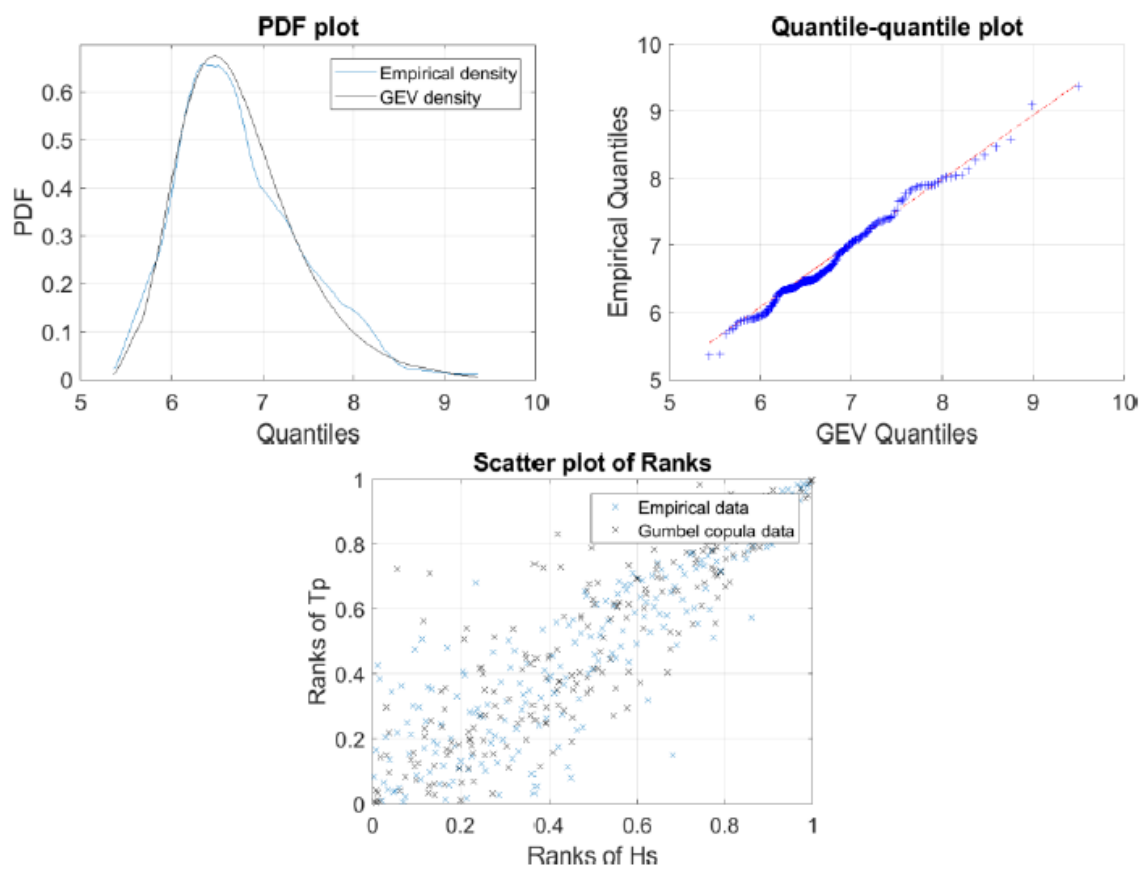 PDF plot
0.6
0.5
0.4
0.3
0.2
0.1
0
PDF
5 6 7 8 9 10
Quantiles
Empirical density
GEV density
Quantile-quantile plot
10
9
8
7
6
5
Empirical Quantiles
5 6 7 8 9 10
GEV Quantiles
Scatter plot of Ranks
1
0.8
0.6
0.4
0.2
0
Ranks of Tp
0 0.2 0.4 0.6 0.8 1
Ranks of Hs
Empirical data
Gumbel copula data